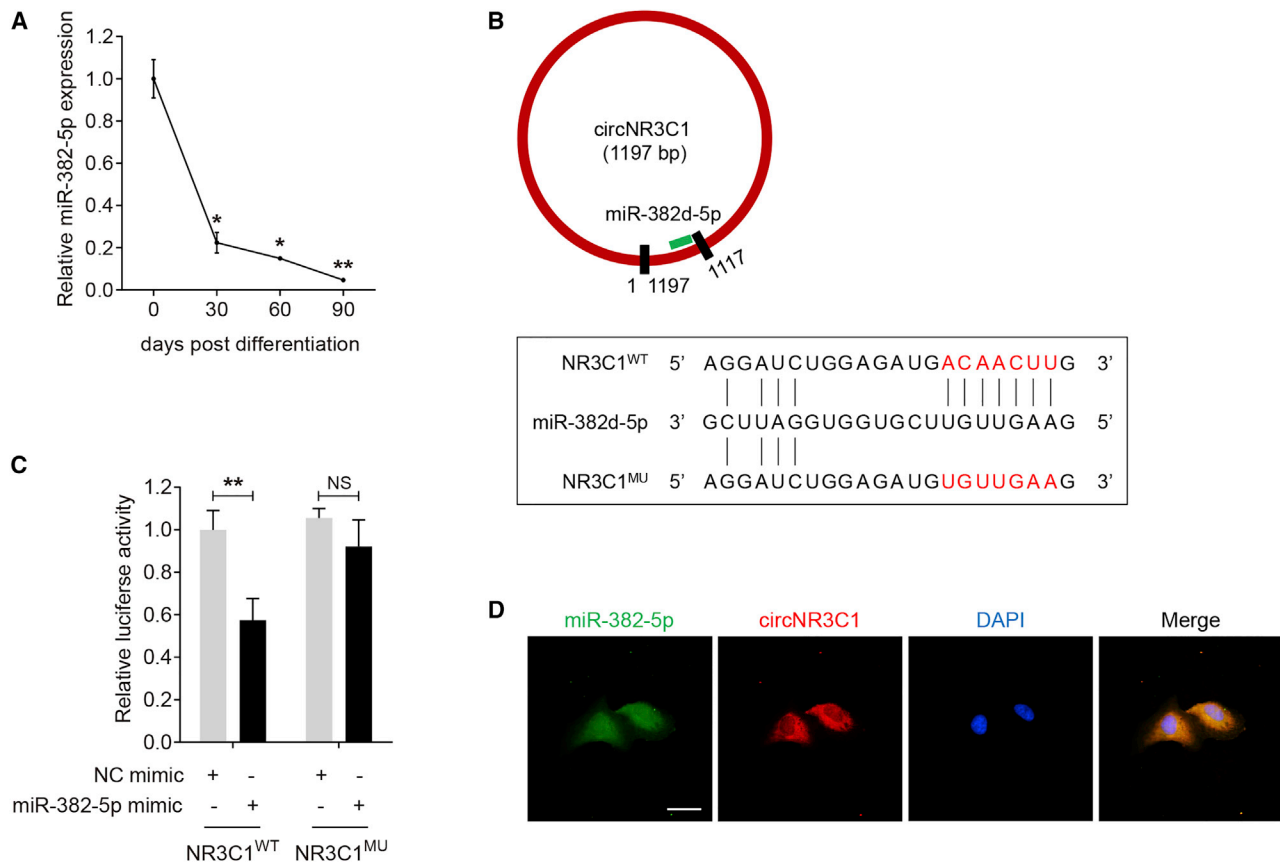 A
1.2
1.0
0.8
0.6
0.4
0.2
0.0
Relative miR-382-5p expression
* * **
0 30 60 90
days post differentiation
B
circNR3C1
(1197 bp)
miR-382d-5p
1 1197
1117
NR3C1WT 5’ AGGAUCUGGAGAUGACAACUUG 3’
miR-382d-5p 3’ GCUUAGGUGGUGCUUGUUGAAG 5’
NR3C1MU 5’ AGGAUCUGGAGAUGUGUUGAAG 3’
C
1.2
1.0
0.8
0.6
0.4
0.2
0.0
Relative luciferse activity
** NS
NC mimic + - + -
miR-382-5p mimic - + - +
NR3C1WT NR3C1MU
D
miR-382-5p circNR3C1 DAPI Merge